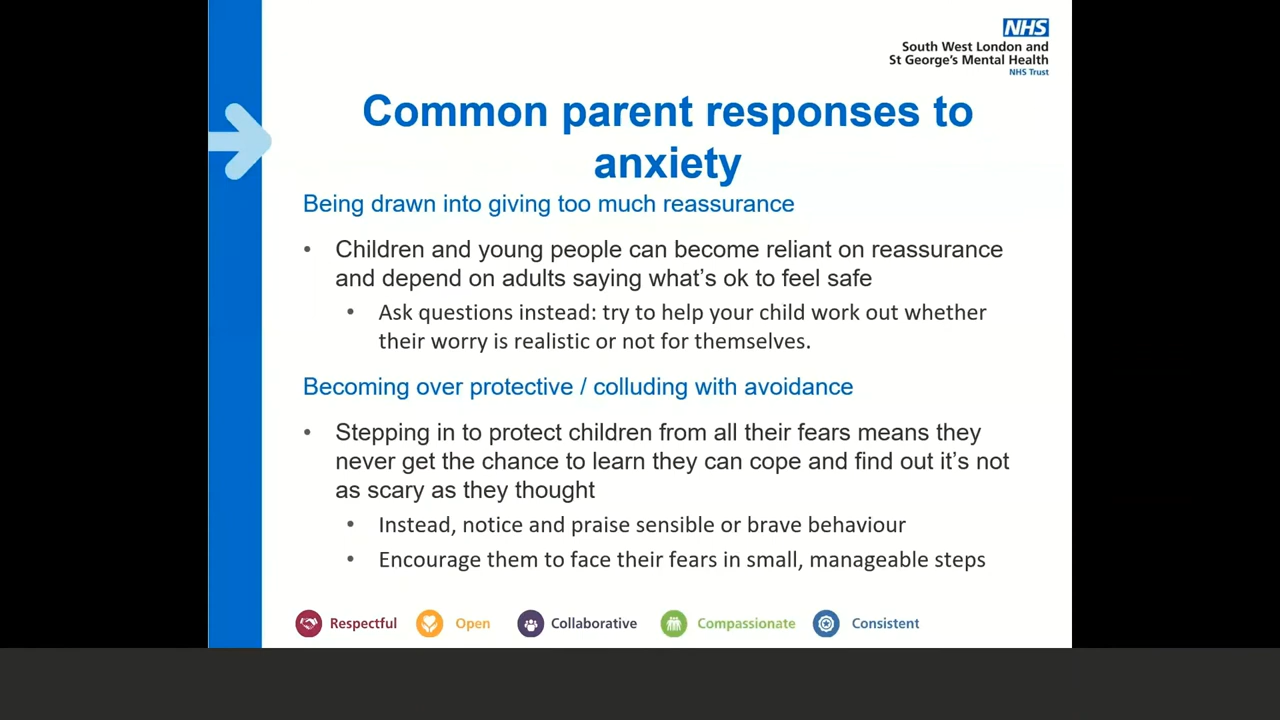 NHS
South West London and
St George's Mental Health
NHS Trust
Common parent responses to
anxiety
Being drawn into giving too much reassurance
• Children and young people can become reliant on reassurance
and depend on adults saying what's ok to feel safe
• Ask questions instead: try to help your child work out whether
their worry is realistic or not for themselves.
Becoming over protective / colluding with avoidance
• Stepping in to protect children from all their fears means they
never get the chance to learn they can cope and find out it's not
as scary as they thought
• Instead, notice and praise sensible or brave behaviour
• Encourage them to face their fears in small, manageable steps
Respectful Open Collaborative Compassionate Consistent